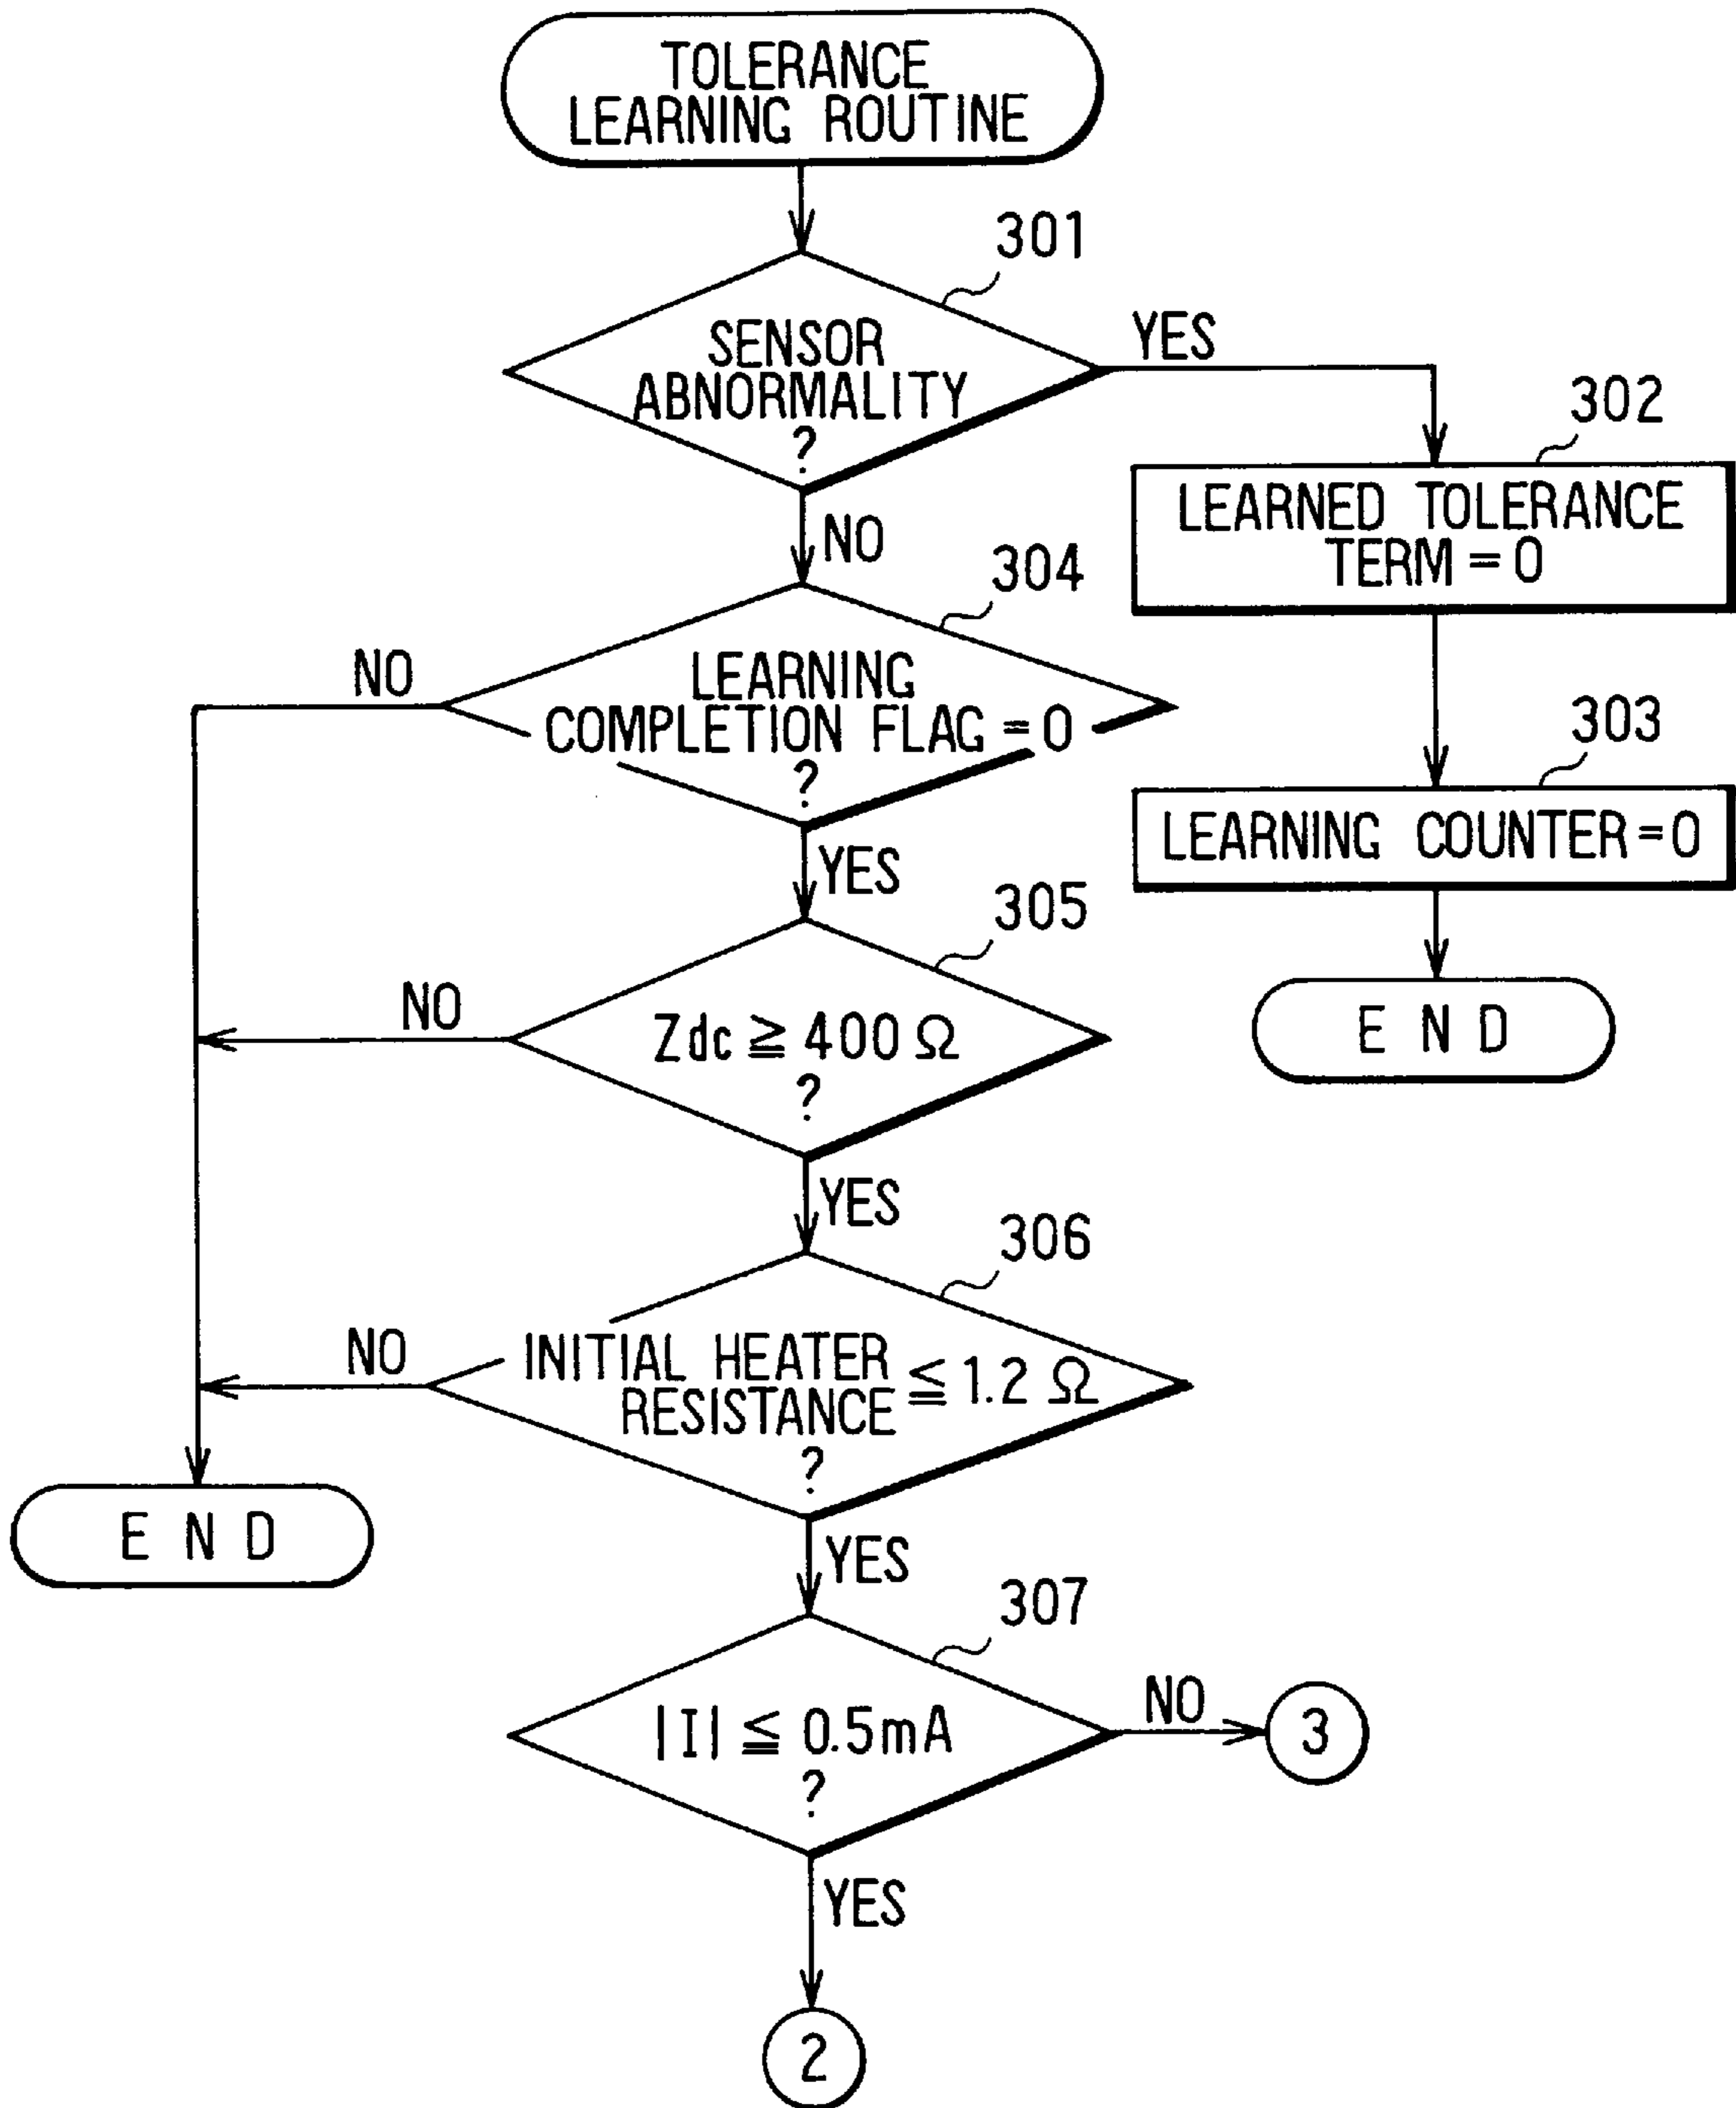 TOLERANCE
LEARNING ROUTINE
301
SENSOR
ABNORMALITY
?
YES
302
LEARNED TOLERANCE
TERM = 0
NO
304
LEARNING
COMPLETION FLAG = 0
?
NO
303
LEARNING COUNTER = 0
YES
305
Zdc ≧ 400 Ω
?
NO
END
YES
306
INITIAL HEATER
RESISTANCE ≦ 1.2 Ω
?
NO
END
YES
307
|I| ≦ 0.5mA
?
NO
3
YES
2